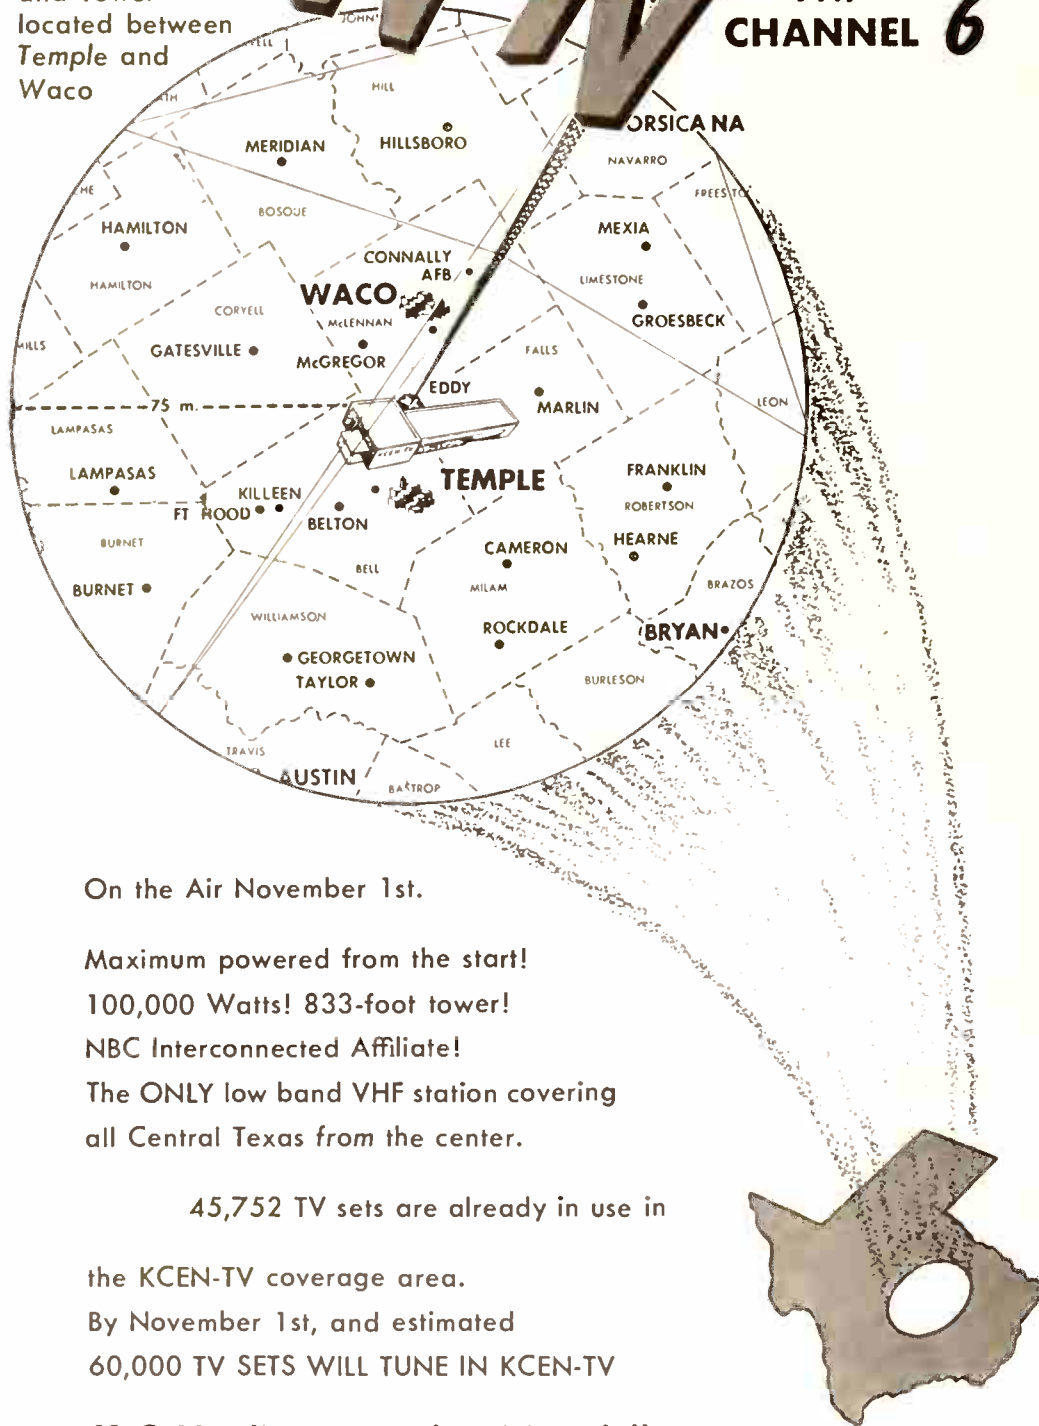 located between
Temple and
Waco
CHANNEL 6
HILL
MERIDIAN
HILLSBORO
NAVARRO
BOSQUE
HAMILTON
MEXIA
CONNALLY
AFB
HAMILTON
LIMESTONE
WACO
CORYELL
GROESBECK
McLENNAN
MILLS
GATESVILLE
McGREGOR
FALLS
EDDY
75 m.
MARLIN
LEON
LAMPASAS
LAMPASAS
TEMPLE
FRANKLIN
KILLEEN
ROBERTSON
FT HOOD
BELTON
BURNET
CAMERON
HEARNE
BELL
BURNET
MILAM
BRAZOS
WILLIAMSON
ROCKDALE
BRYAN
GEORGETOWN
TAYLOR
BURLESON
TRAVIS
LEE
AUSTIN
BASTROP
On the Air November 1st.
Maximum powered from the start!
100,000 Watts! 833-foot tower!
NBC Interconnected Affiliate!
The ONLY low band VHF station covering
all Central Texas from the center.
45,752 TV sets are already in use in
the KCEN-TV coverage area.
By November 1st, and estimated
60,000 TV SETS WILL TUNE IN KCEN-TV